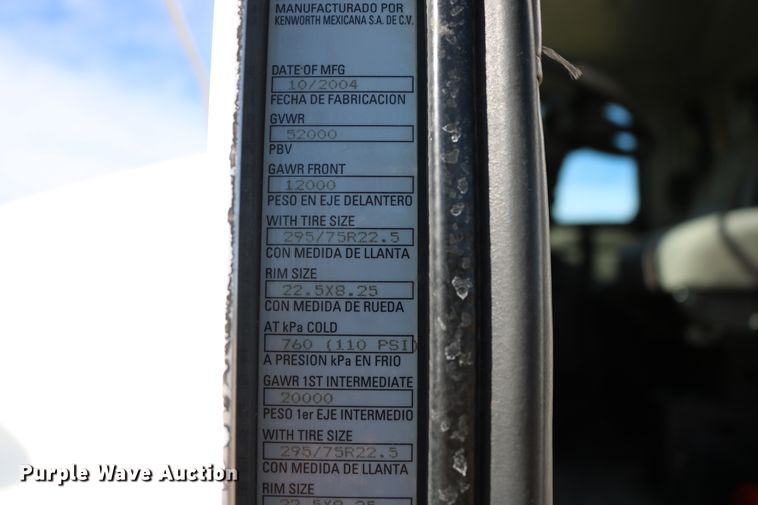 MANUFACTURADO POR
KENWORTH MEXICANA S.A. DE C.V.
DATE OF MFG
10/2004
FECHA DE FABRICACION
GVWR
52000
PBV
GAWR FRONT
12000
PESO EN EJE DELANTERO
WITH TIRE SIZE
295/75R22.5
CON MEDIDA DE LLANTA
RIM SIZE
22.5X8.25
CON MEDIDA DE RUEDA
AT kPa COLD
760 (110 PSI)
A PRESION kPa EN FRIO
GAWR 1ST INTERMEDIATE
20000
PESO 1er EJE INTERMEDIO
WITH TIRE SIZE
295/75R22.5
CON MEDIDA DE LLANTA
RIM SIZE
22.5X8.25
Purple Wave Auction